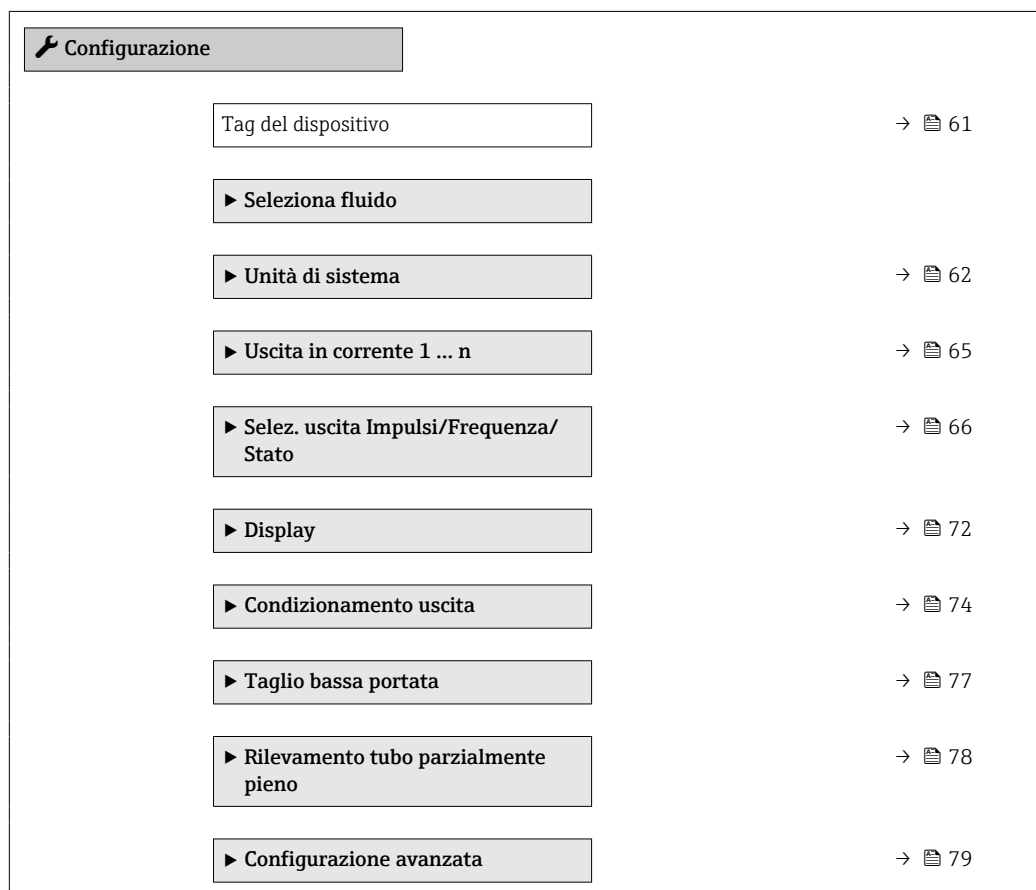 Configurazione
Tag del dispositivo → 61
▶ Seleziona fluido
▶ Unità di sistema → 62
▶ Uscita in corrente 1 … n → 65
▶ Selez. uscita Impulsi/Frequenza/ → 66
Stato
▶ Display → 72
▶ Condizionamento uscita → 74
▶ Taglio bassa portata → 77
▶ Rilevamento tubo parzialmente → 78
pieno
▶ Configurazione avanzata → 79